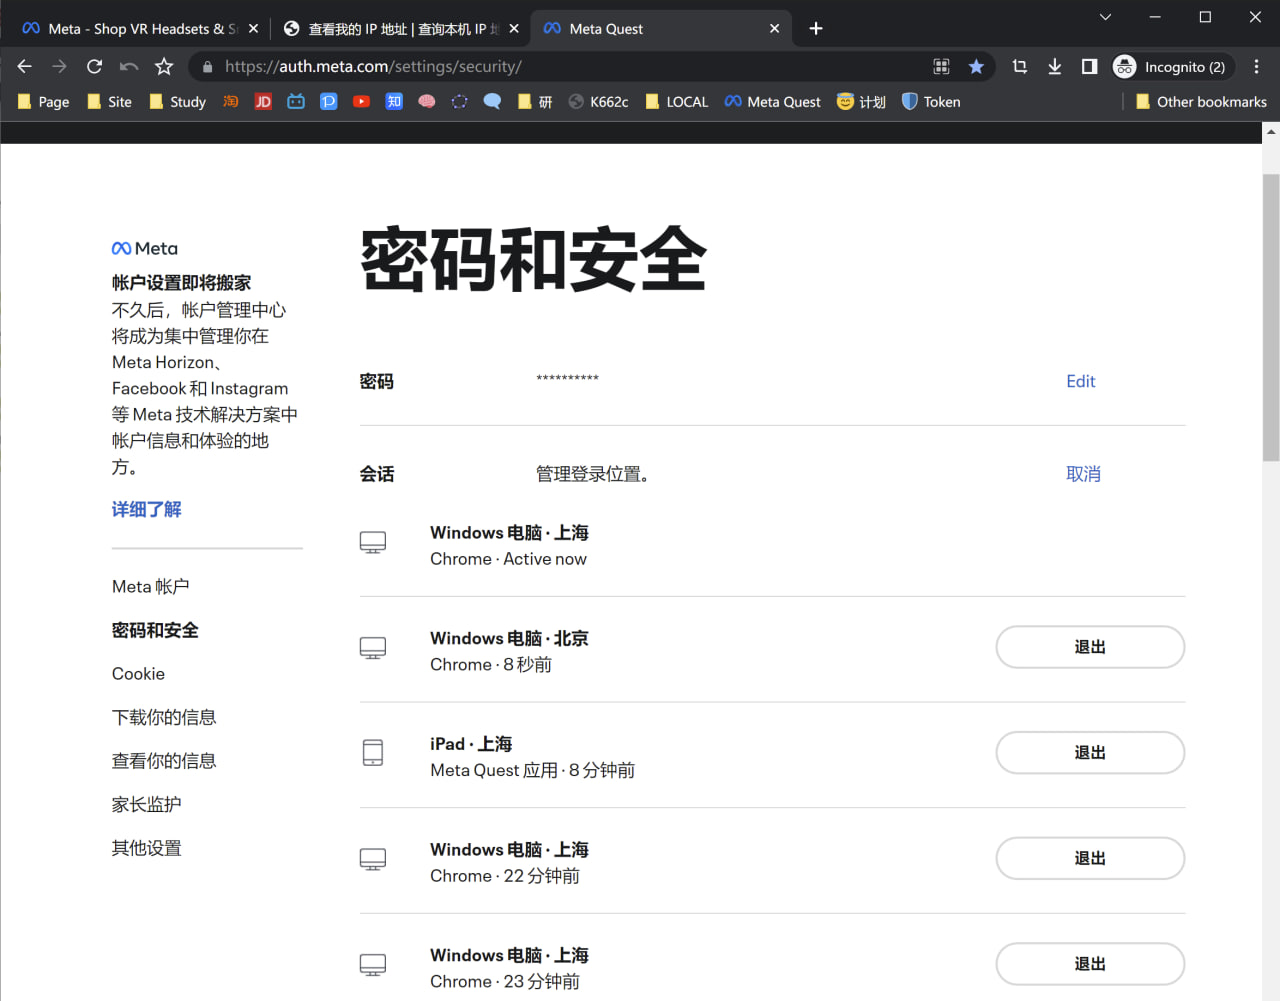 Meta - Shop VR Headsets & S
查看我的 IP 地址 | 查询本机 IP 地
Meta Quest
https://auth.meta.com/settings/security/
Incognito (2)
Page
Site
Study
淘
JD
知
研
K662c
LOCAL
Meta Quest
计划
Token
Other bookmarks
Meta
帐户设置即将搬家
不久后，帐户管理中心
将成为集中管理你在
Meta Horizon、
Facebook 和 Instagram
等 Meta 技术解决方案中
帐户信息和体验的地
方。
详细了解
Meta 帐户
密码和安全
Cookie
下载你的信息
查看你的信息
家长监护
其他设置
密码和安全
密码 ********** Edit
会话 管理登录位置。 取消
Windows 电脑 · 上海
Chrome · Active now
Windows 电脑 · 北京
Chrome · 8 秒前
退出
iPad · 上海
Meta Quest 应用 · 8 分钟前
退出
Windows 电脑 · 上海
Chrome · 22 分钟前
退出
Windows 电脑 · 上海
Chrome · 23 分钟前
退出